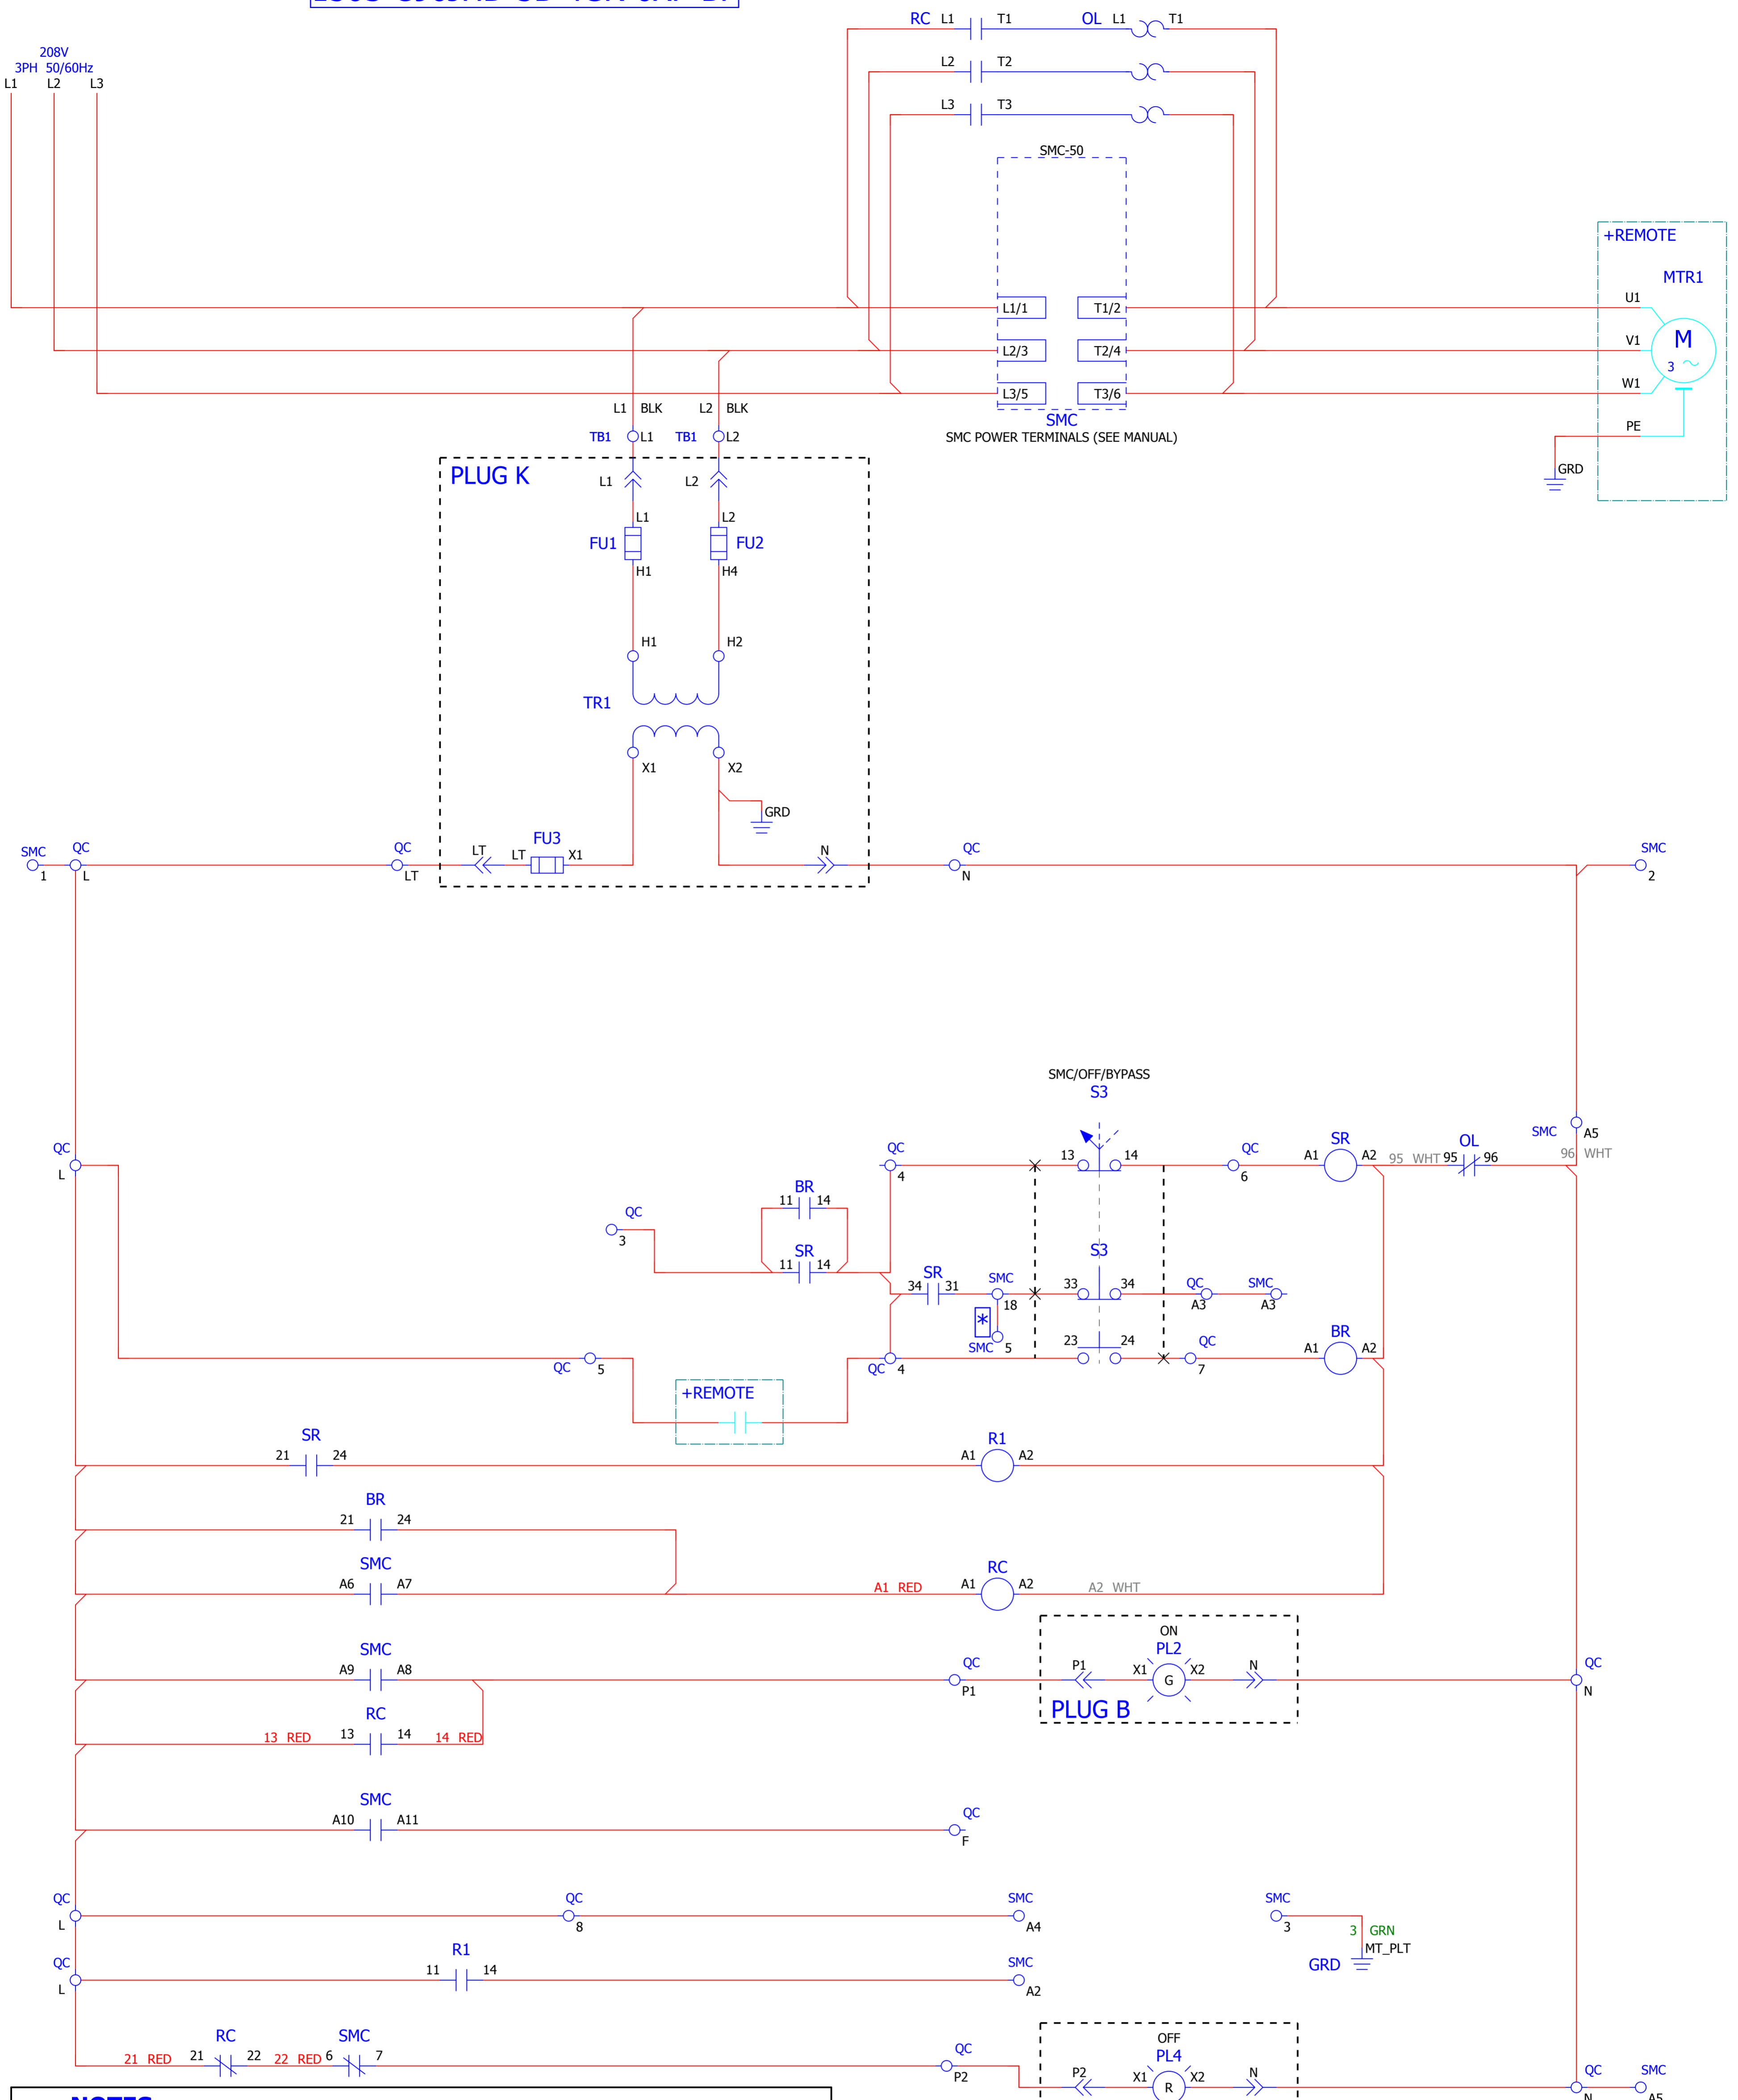 RC L1 T1 OL L1 T1
208V
3PH 50/60Hz
L1 L2 L3
L2 T2
L3 T3
SMC-50
+REMOTE
MTR1
L1/1 T1/2 U1
L2/3 T2/4 V1
M
3
L3/5 T3/6 W1
L1 BLK L2 BLK
SMC
PE
TB1 L1 TB1 L2
SMC POWER TERMINALS (SEE MANUAL)
PLUG K
L1 L2
GRD
L1 L2
FU1 FU2
H1 H4
H1 H2
TR1
X1 X2
GRD
FU3
SMC QC QC LT LT X1 N QC SMC
1 L LT N 2
SMC/OFF/BYPASS
S3
QC QC 13 14 QC A1 SR A2 95 WHT 95 OL 96 SMC A5
96 WHT
L 4 6
BR
11 14
QC
3
SR
11 14
S3
SR
34 31 SMC 33 34 QC SMC
18 A3 A3
*
SMC 5 23 24 QC A1 BR A2
QC 5 QC 4 7
+REMOTE
SR
21 24
R1
A1 A2
BR
21 24
SMC
A6 A7
RC
A1 RED A1 A2 A2 WHT
ON
SMC
A9 A8
QC
P1
P1 X1 PL2 X2 N
G
QC
N
PLUG B
RC
13 RED 13 14 14 RED
SMC
A10 A11
QC
F
QC QC SMC SMC
L 8 A4 3
3 GRN
MT_PLT
GRD
QC R1 SMC
L 11 14 A2
OFF
RC SMC
21 RED 21 22 22 RED 6 7
QC
P2
PL4
P2 X1 R X2 N
QC SMC